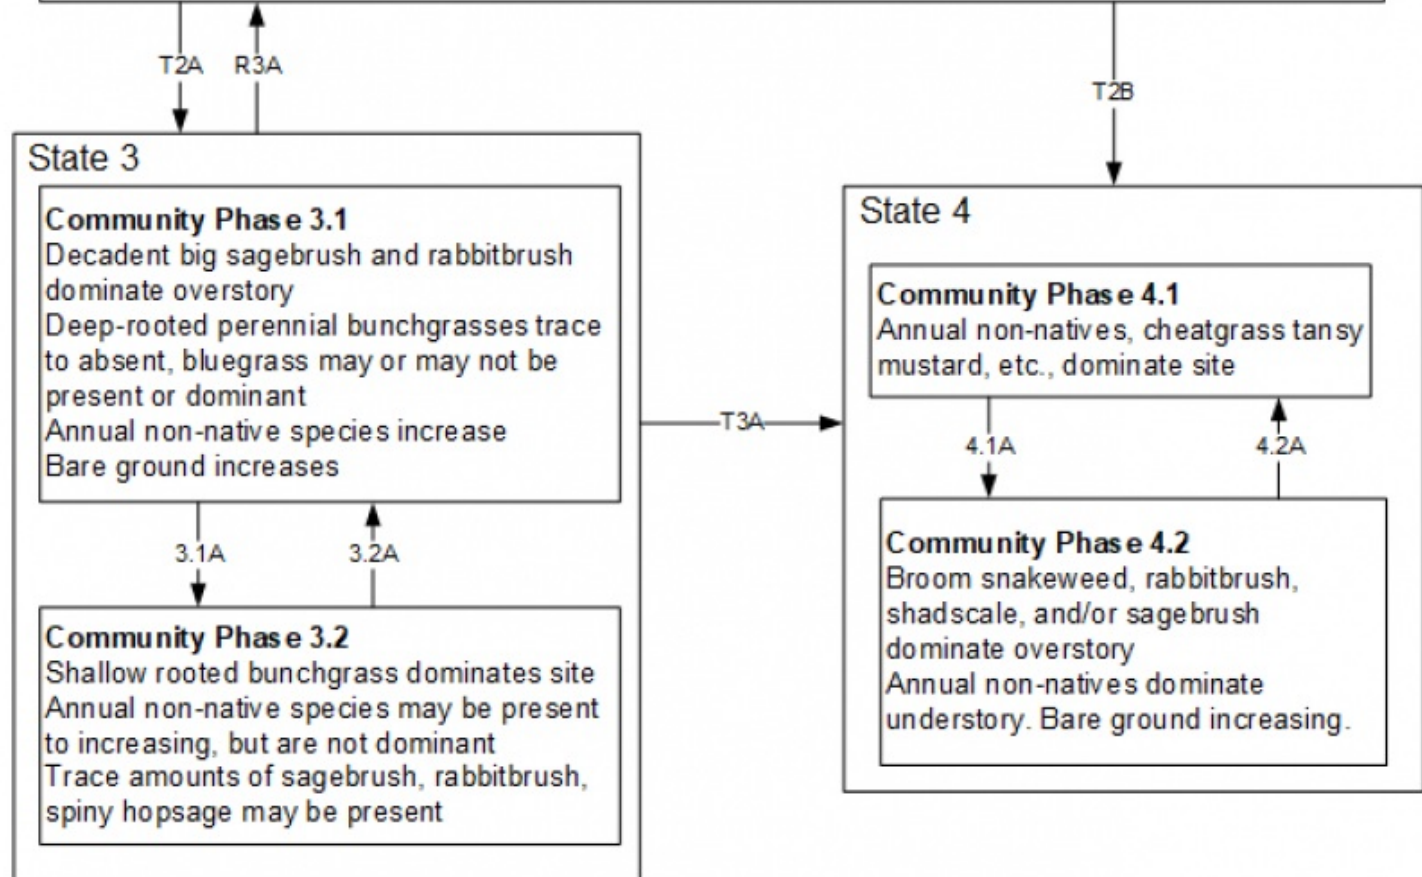 T2A
R3A
T2B
State 3
Community Phase 3.1
Decadent big sagebrush and rabbitbrush
dominate overstory
Deep-rooted perennial bunchgrasses trace
to absent, bluegrass may or may not be
present or dominant
Annual non-native species increase
Bare ground increases
3.1A
3.2A
Community Phase 3.2
Shallow rooted bunchgrass dominates site
Annual non-native species may be present
to increasing, but are not dominant
Trace amounts of sagebrush, rabbitbrush,
spiny hopsage may be present
T3A
State 4
Community Phase 4.1
Annual non-natives, cheatgrass tansy
mustard, etc., dominate site
4.1A
4.2A
Community Phase 4.2
Broom snakeweed, rabbitbrush,
shadscale, and/or sagebrush
dominate overstory
Annual non-natives dominate
understory. Bare ground increasing.